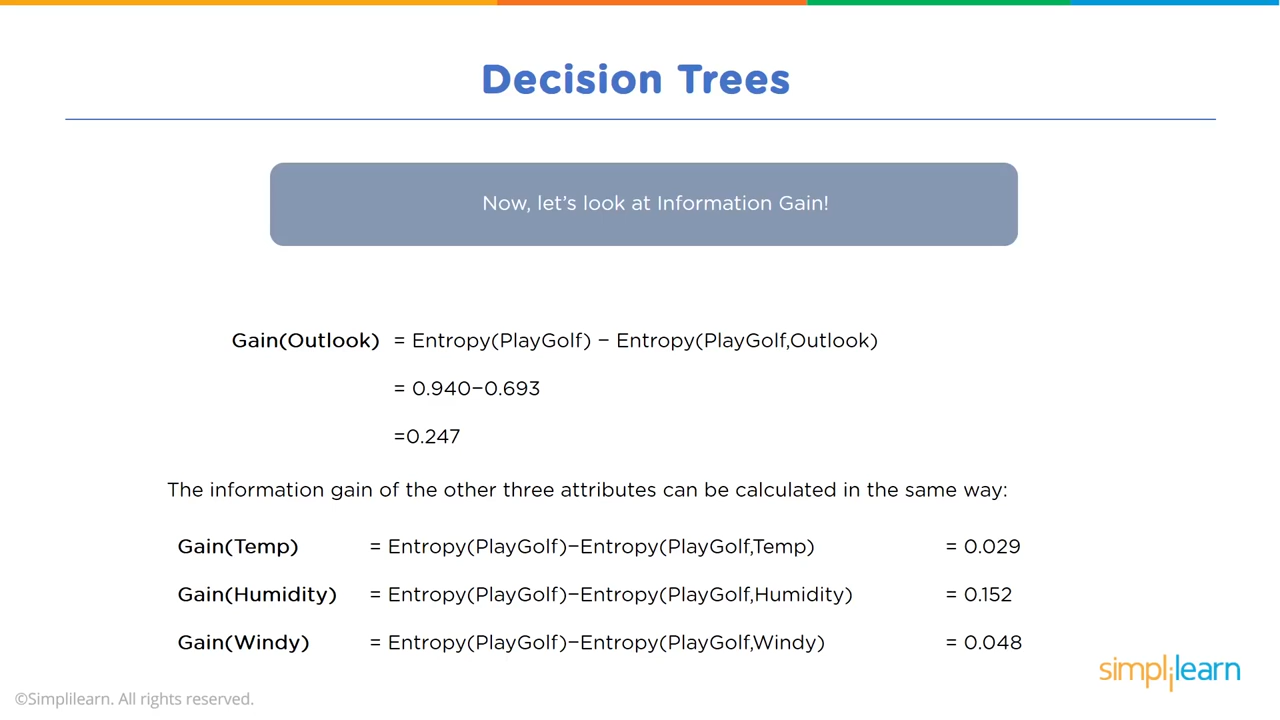 Decision Trees
Now, let's look at Information Gain!
Gain(Outlook) = Entropy(PlayGolf) − Entropy(PlayGolf,Outlook)
= 0.940−0.693
=0.247
The information gain of the other three attributes can be calculated in the same way:
Gain(Temp) = Entropy(PlayGolf)−Entropy(PlayGolf,Temp) = 0.029
Gain(Humidity) = Entropy(PlayGolf)−Entropy(PlayGolf,Humidity) = 0.152
Gain(Windy) = Entropy(PlayGolf)−Entropy(PlayGolf,Windy) = 0.048
simplilearn
©Simplilearn. All rights reserved.